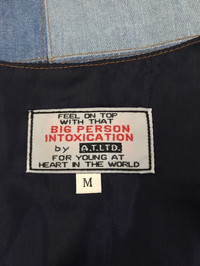 FEEL ON TOP
WITH THAT
BIG PERSON
INTOXICATION
by A.T.LTD.
FOR YOUNG AT
HEART IN THE WORLD
M